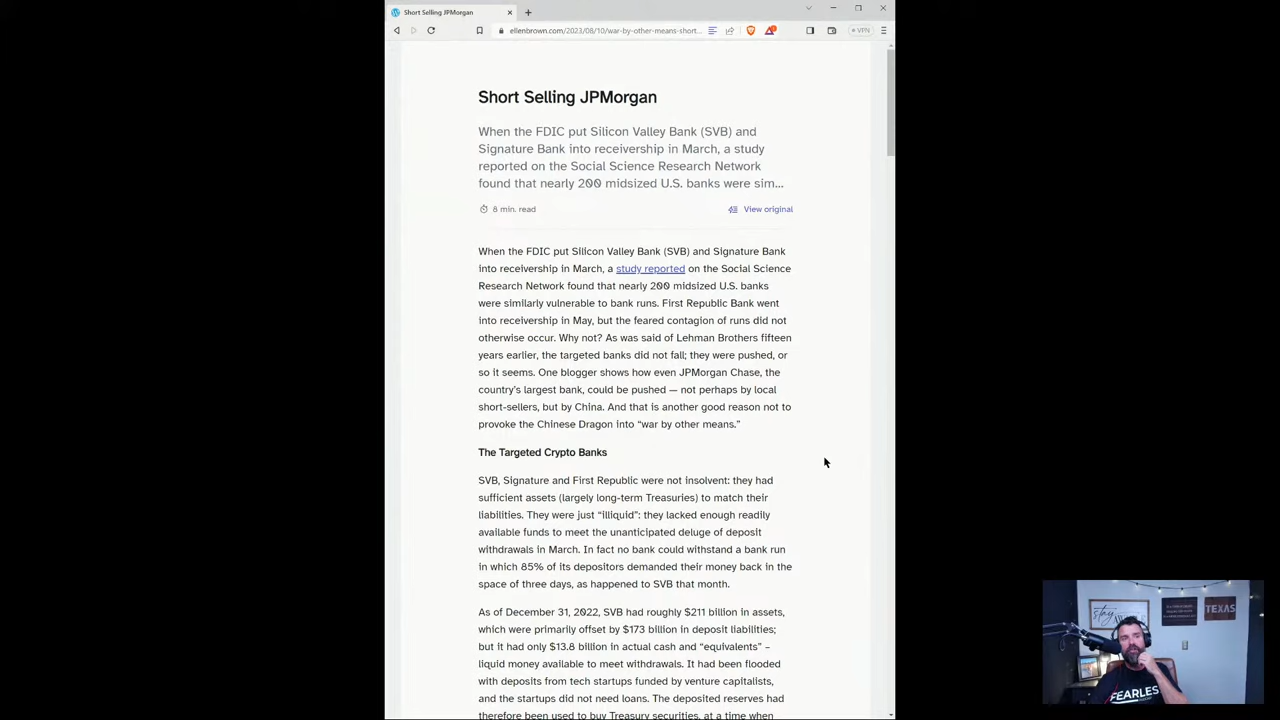 Short Selling JPMorgan
ellenbrown.com/2023/08/10/war-by-other-means-short...
VPN
Short Selling JPMorgan
When the FDIC put Silicon Valley Bank (SVB) and
Signature Bank into receivership in March, a study
reported on the Social Science Research Network
found that nearly 200 midsized U.S. banks were sim...
8 min. read
View original
When the FDIC put Silicon Valley Bank (SVB) and Signature Bank
into receivership in March, a study reported on the Social Science
Research Network found that nearly 200 midsized U.S. banks
were similarly vulnerable to bank runs. First Republic Bank went
into receivership in May, but the feared contagion of runs did not
otherwise occur. Why not? As was said of Lehman Brothers fifteen
years earlier, the targeted banks did not fall; they were pushed, or
so it seems. One blogger shows how even JPMorgan Chase, the
country's largest bank, could be pushed — not perhaps by local
short-sellers, but by China. And that is another good reason not to
provoke the Chinese Dragon into “war by other means.”
The Targeted Crypto Banks
SVB, Signature and First Republic were not insolvent: they had
sufficient assets (largely long-term Treasuries) to match their
liabilities. They were just “illiquid”: they lacked enough readily
available funds to meet the unanticipated deluge of deposit
withdrawals in March. In fact no bank could withstand a bank run
in which 85% of its depositors demanded their money back in the
space of three days, as happened to SVB that month.
As of December 31, 2022, SVB had roughly $211 billion in assets,
which were primarily offset by $173 billion in deposit liabilities;
but it had only $13.8 billion in actual cash and “equivalents” –
liquid money available to meet withdrawals. It had been flooded
with deposits from tech startups funded by venture capitalists,
and the startups did not need loans. The deposited reserves had
therefore been used to buy Treasury securities, at a time when
stay
TEXAS
FEARLES